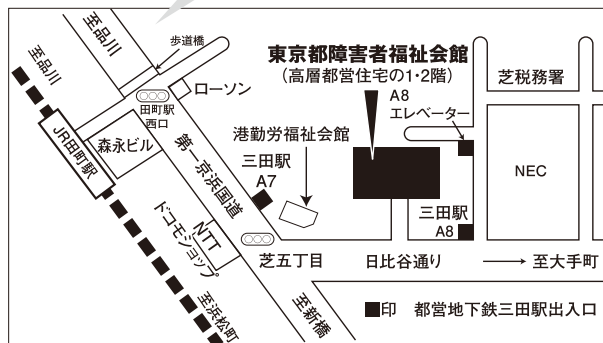 至品川
至品川
歩道橋
ローソン
田町駅
西口
JR田町駅
森永ビル
第一京浜国道
港勤労福祉会館
三田駅
A7
東京都障害者福祉会館
(高層都営住宅の1・2階)
A8
エレベーター
芝税務署
NEC
三田駅
A8
NTT
ドコモショップ
芝五丁目
日比谷通り
至大手町
至浜松町
至新橋
■印 都営地下鉄三田駅出入口